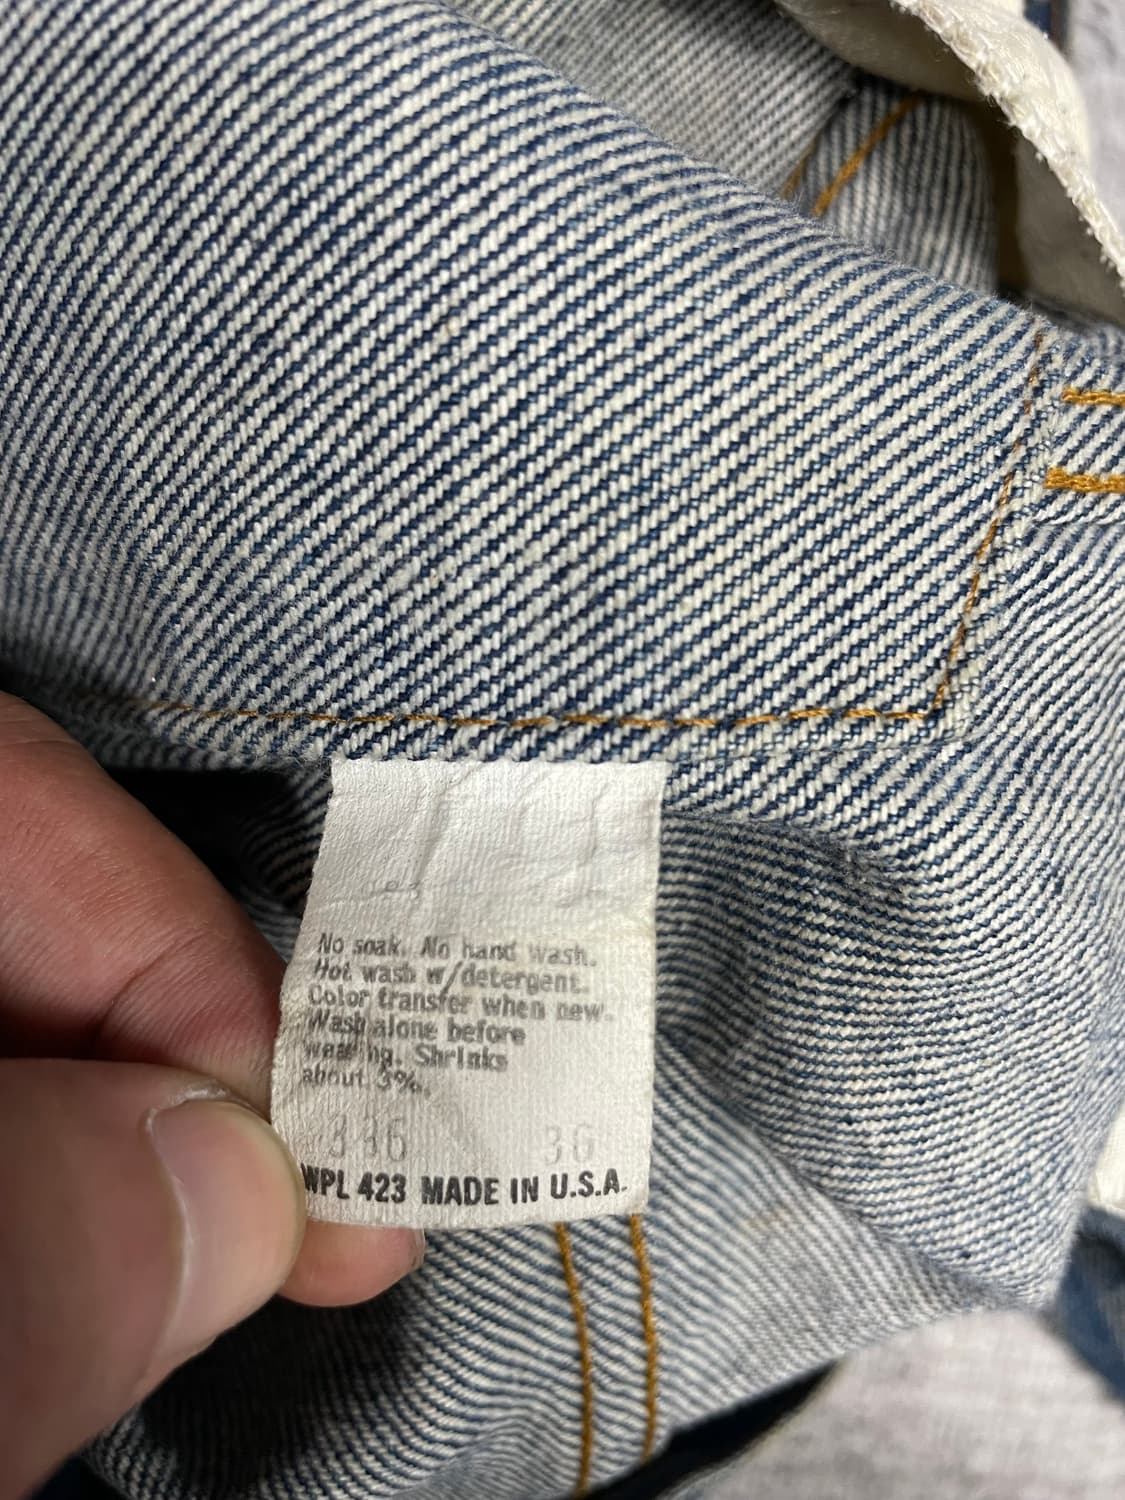 No soak. No hand wash.
Hot wash w/detergent.
Color transfer when new.
Wash alone before
wearing. Shrinks
about 3%.
36
WPL 423 MADE IN U.S.A.